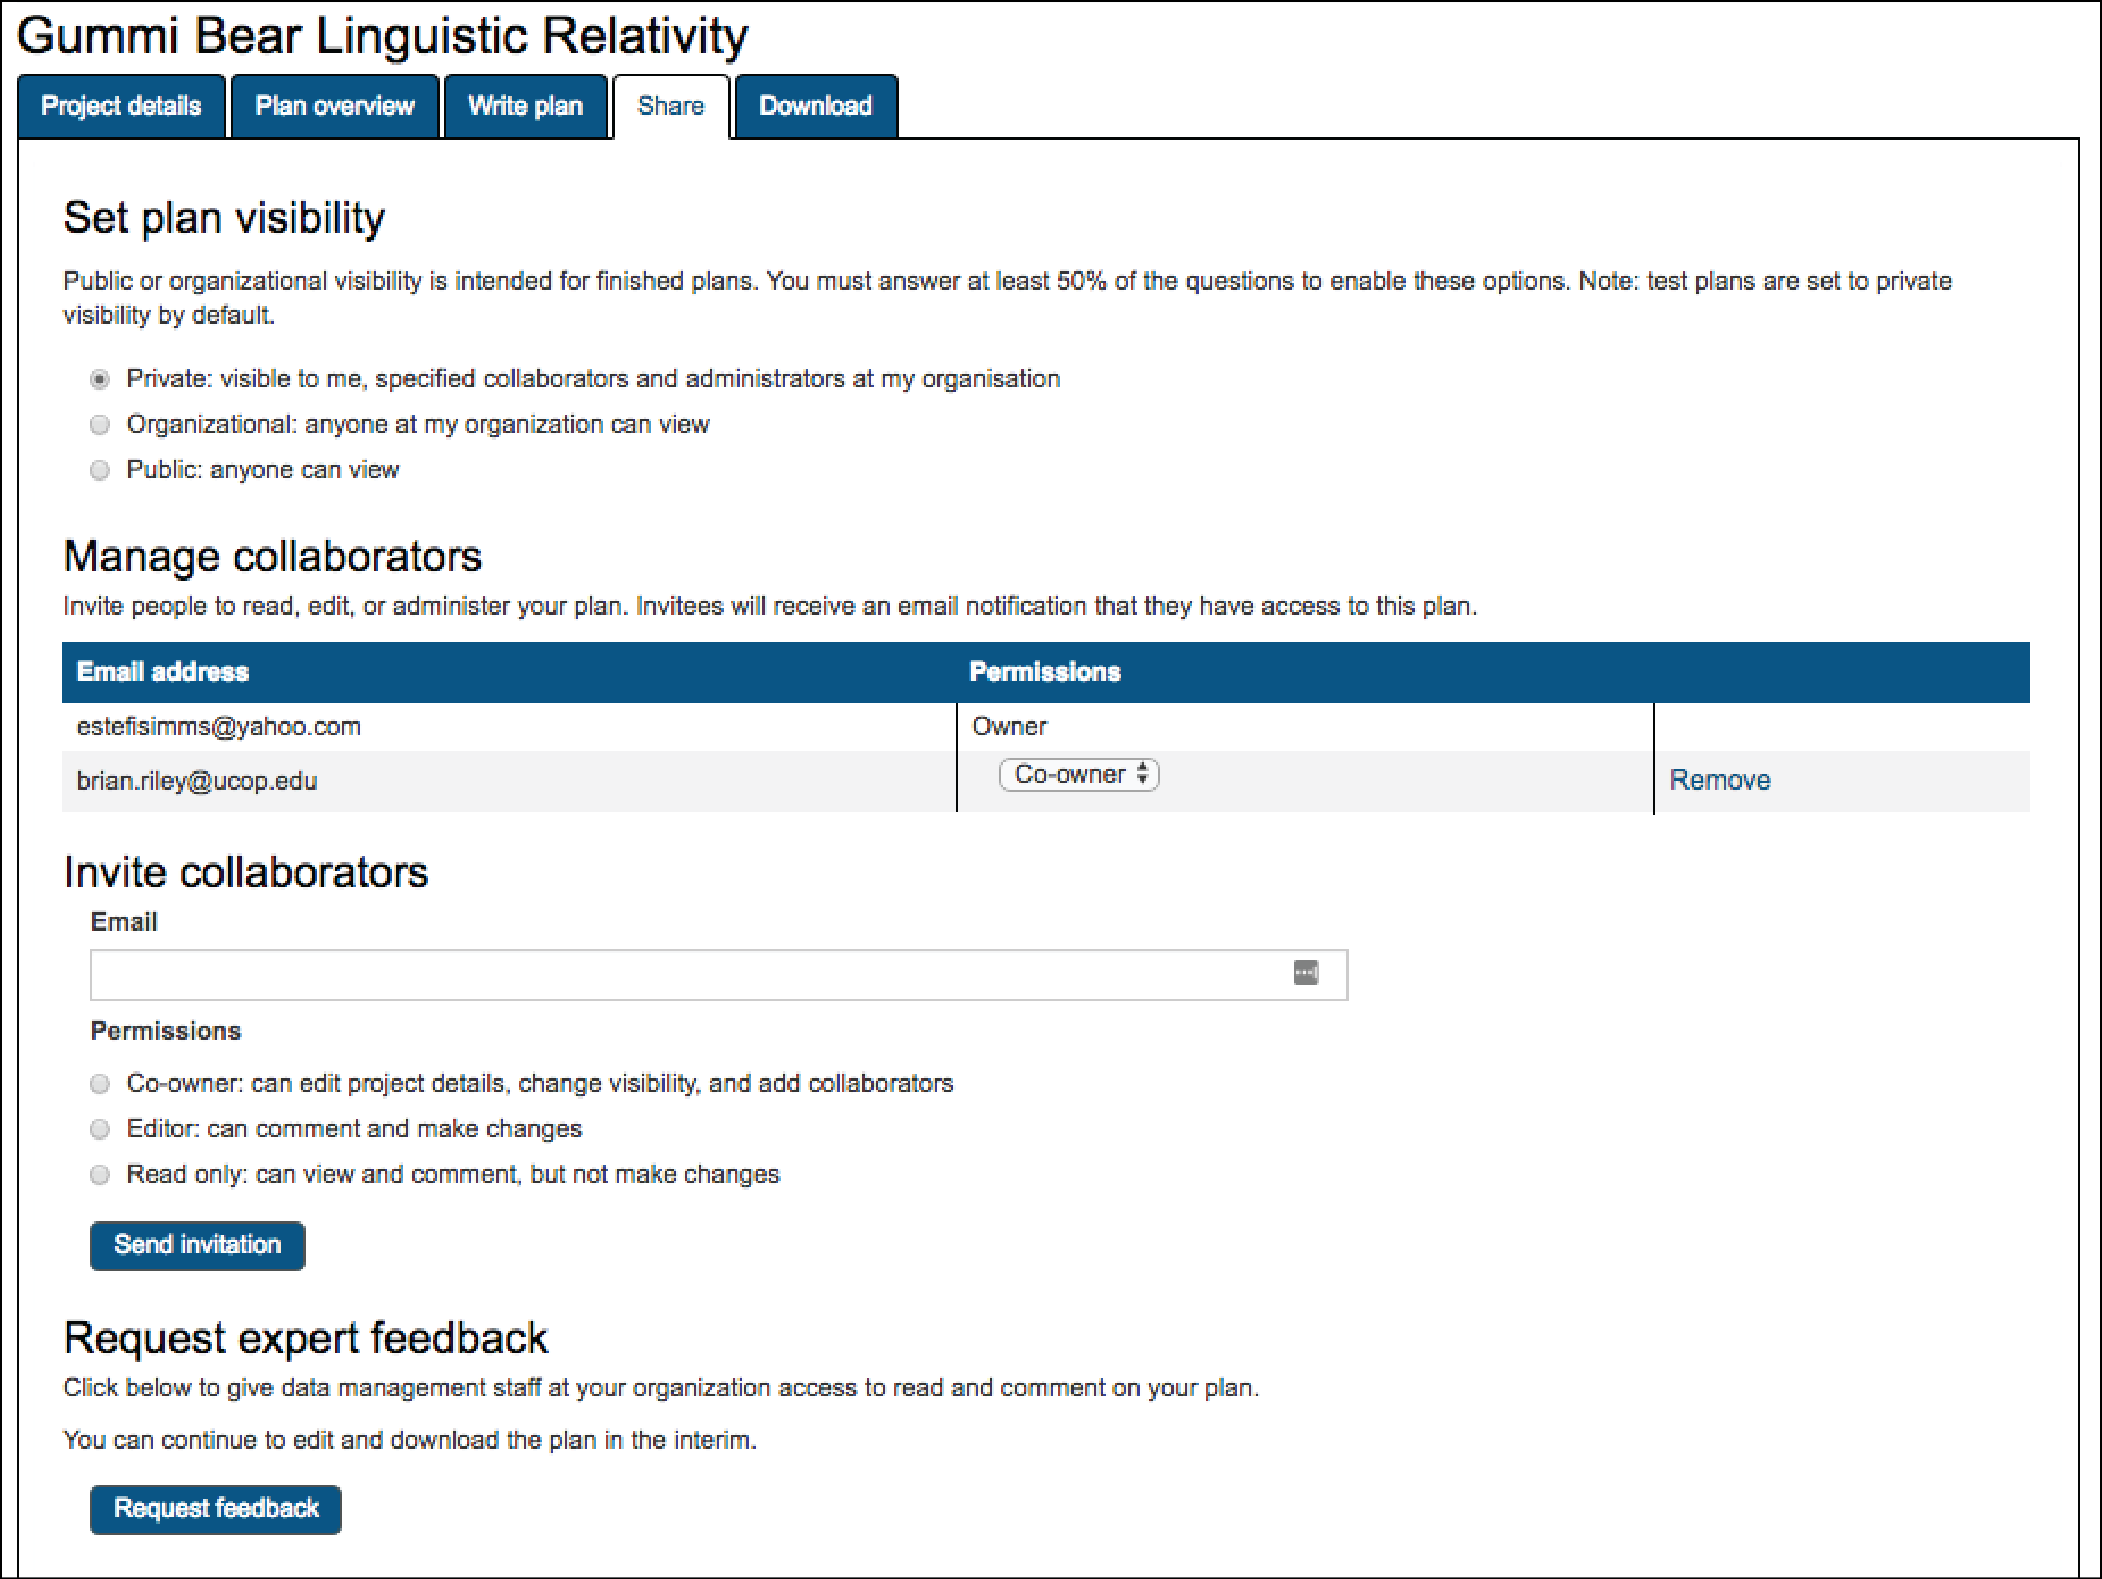 Gummi Bear Linguistic Relativity
Project details Plan overview Write plan Share Download
Set plan visibility
Public or organizational visibility is intended for finished plans. You must answer at least 50% of the questions to enable these options. Note: test plans are set to private
visibility by default.
Private: visible to me, specified collaborators and administrators at my organisation
Organizational: anyone at my organization can view
Public: anyone can view
Manage collaborators
Invite people to read, edit, or administer your plan. Invitees will receive an email notification that they have access to this plan.
Email address Permissions
estefisimms@yahoo.com Owner
brian.riley@ucop.edu Co-owner Remove
Invite collaborators
Email
Permissions
Co-owner: can edit project details, change visibility, and add collaborators
Editor: can comment and make changes
Read only: can view and comment, but not make changes
Send invitation
Request expert feedback
Click below to give data management staff at your organization access to read and comment on your plan.
You can continue to edit and download the plan in the interim.
Request feedback